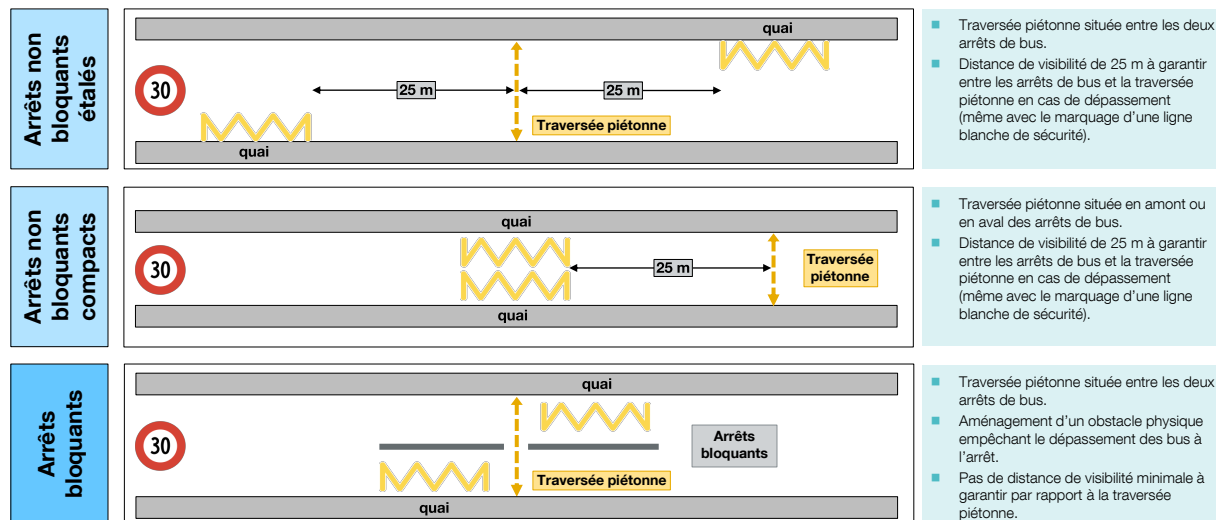 Arrêts non
bloquants
étalés
quai
30
25 m
25 m
Traversée piétonne
quai
Traversée piétonne située entre les deux
arrêts de bus.
Distance de visibilité de 25 m à garantir
entre les arrêts de bus et la traversée
piétonne en cas de dépassement
(même avec le marquage d'une ligne
blanche de sécurité).
Arrêts non
bloquants
compacts
quai
30
25 m
Traversée
piétonne
quai
Traversée piétonne située en amont ou
en aval des arrêts de bus.
Distance de visibilité de 25 m à garantir
entre les arrêts de bus et la traversée
piétonne en cas de dépassement
(même avec le marquage d'une ligne
blanche de sécurité).
Arrêts
bloquants
quai
30
Arrêts
bloquants
Traversée piétonne
quai
Traversée piétonne située entre les deux
arrêts de bus.
Aménagement d'un obstacle physique
empêchant le dépassement des bus à
l'arrêt.
Pas de distance de visibilité minimale à
garantir par rapport à la traversée
piétonne.